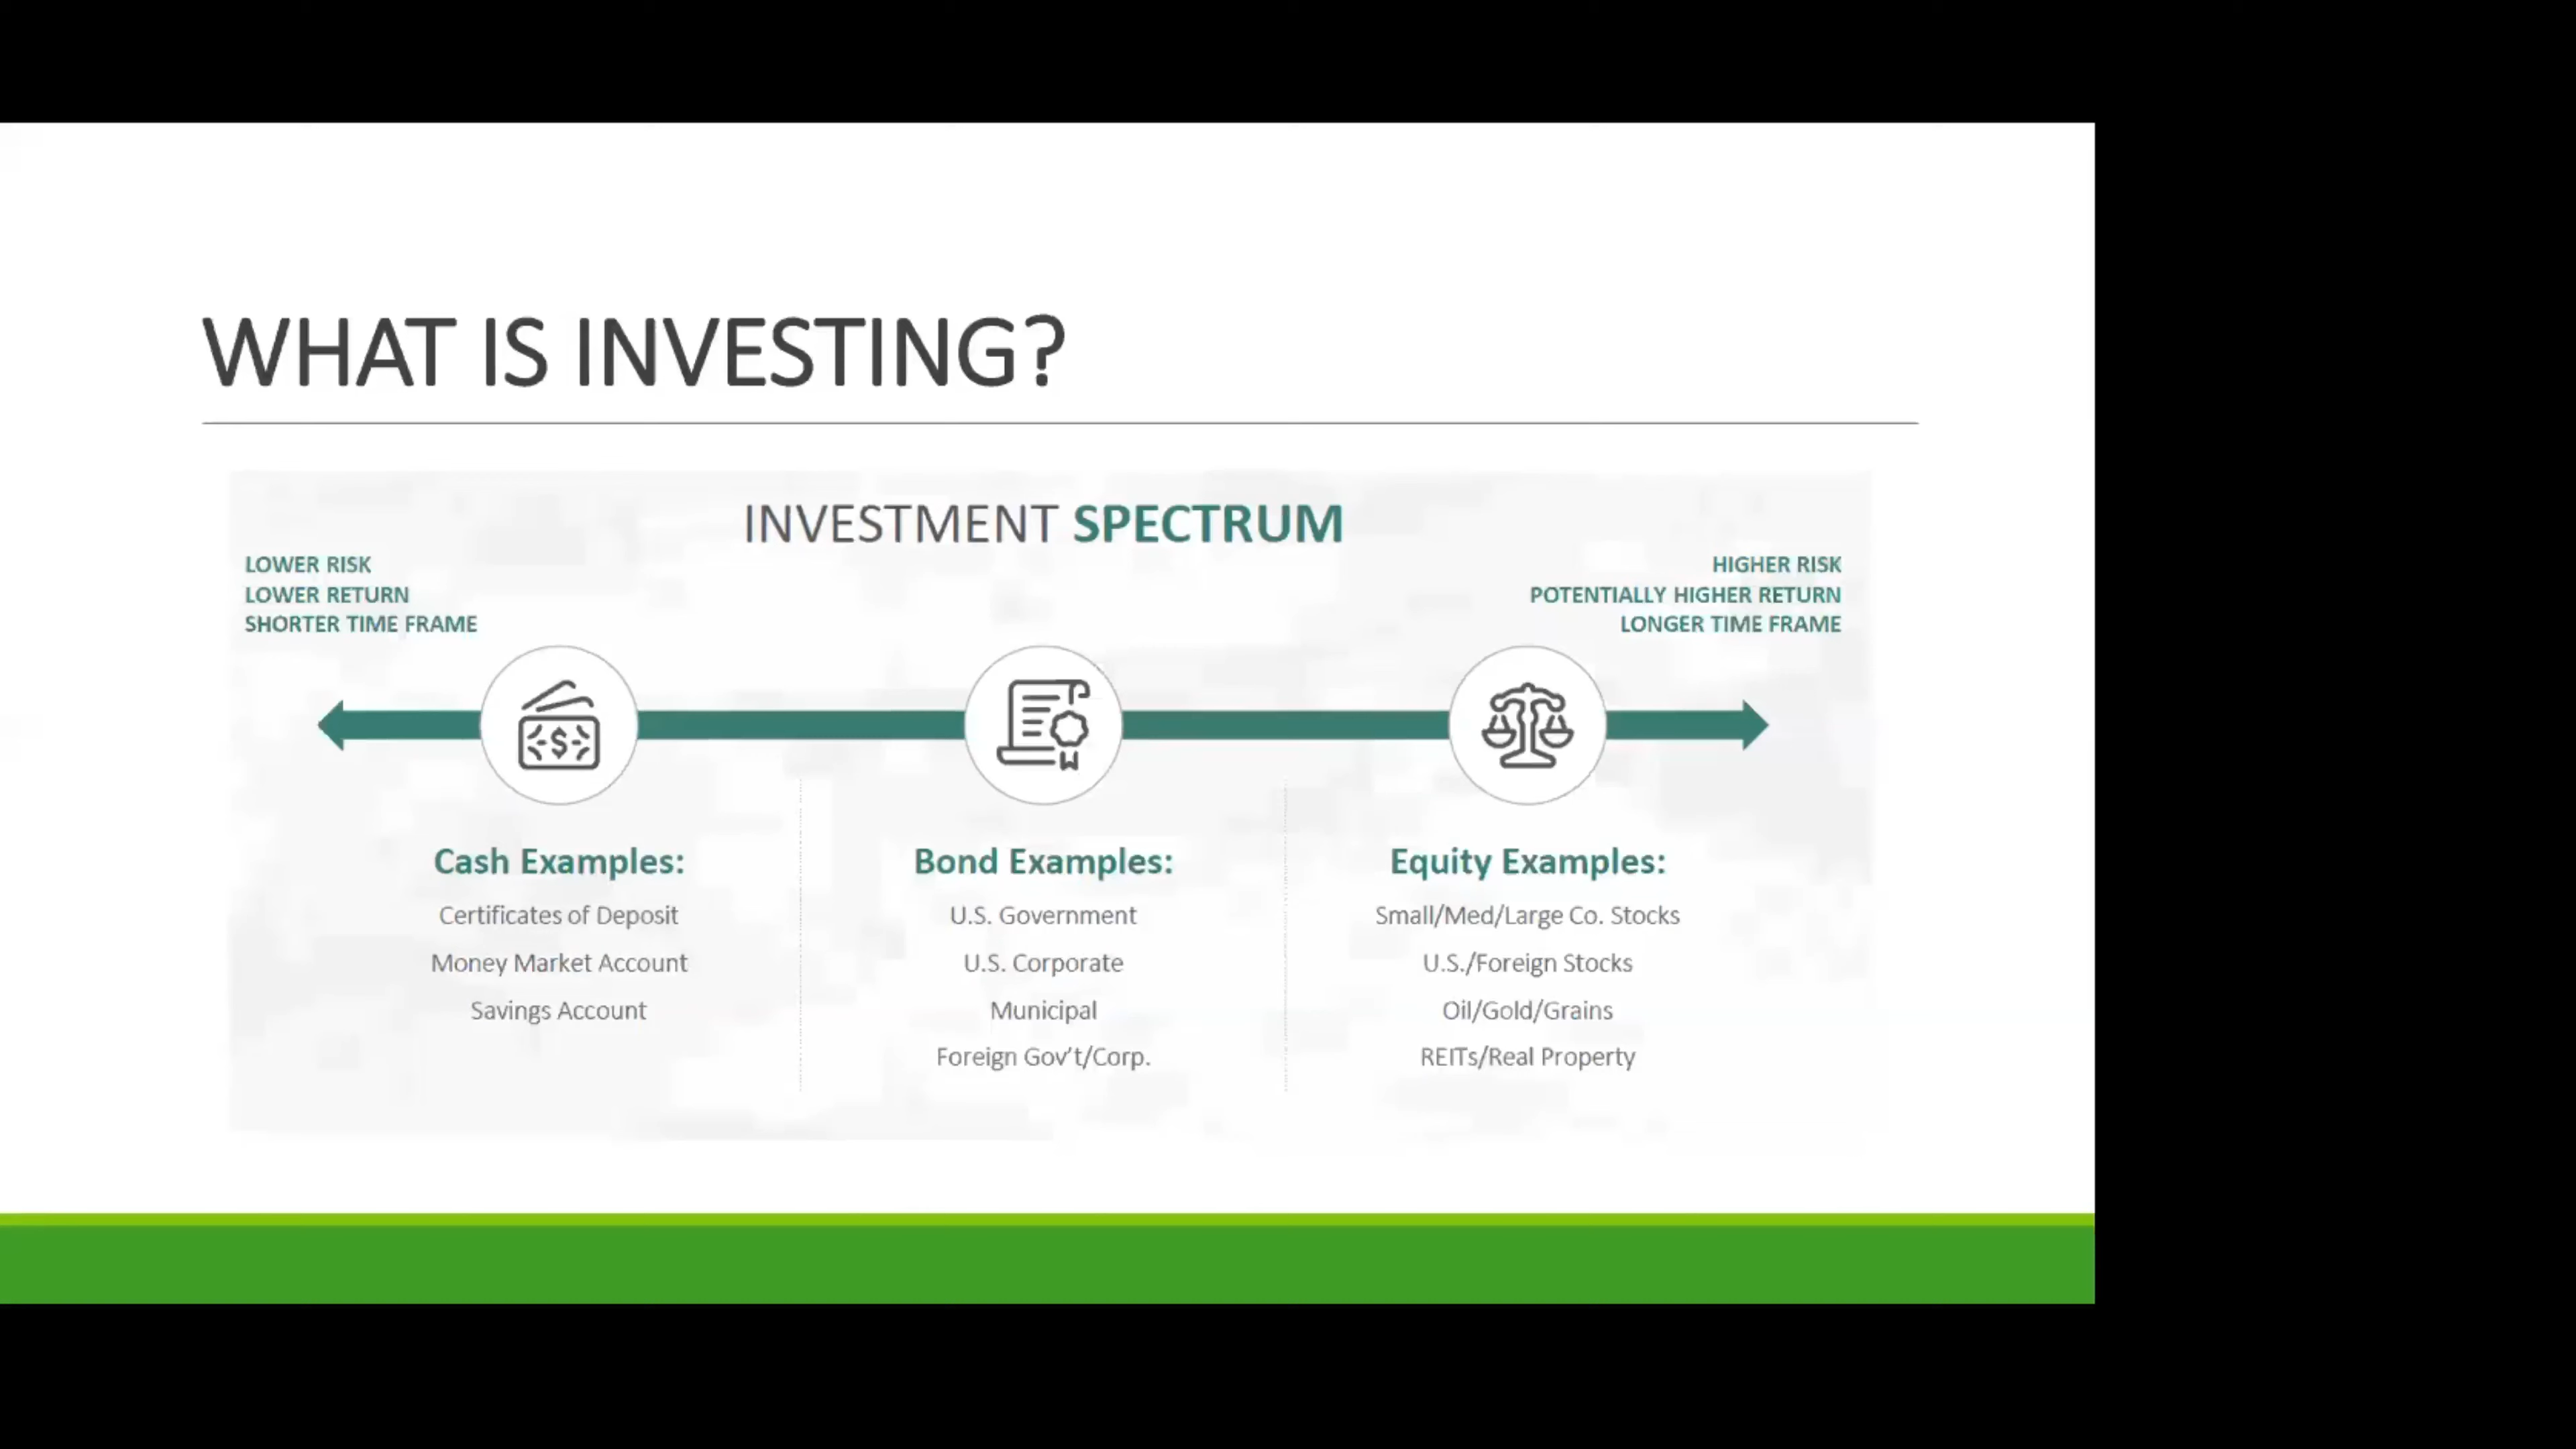 WHAT IS INVESTING?
INVESTMENT SPECTRUM
LOWER RISK
LOWER RETURN
SHORTER TIME FRAME
HIGHER RISK
POTENTIALLY HIGHER RETURN
LONGER TIME FRAME
$
Cash Examples:
Certificates of Deposit
Money Market Account
Savings Account
Bond Examples:
U.S. Government
U.S. Corporate
Municipal
Foreign Gov't/Corp.
Equity Examples:
Small/Med/Large Co. Stocks
U.S./Foreign Stocks
Oil/Gold/Grains
REITs/Real Property